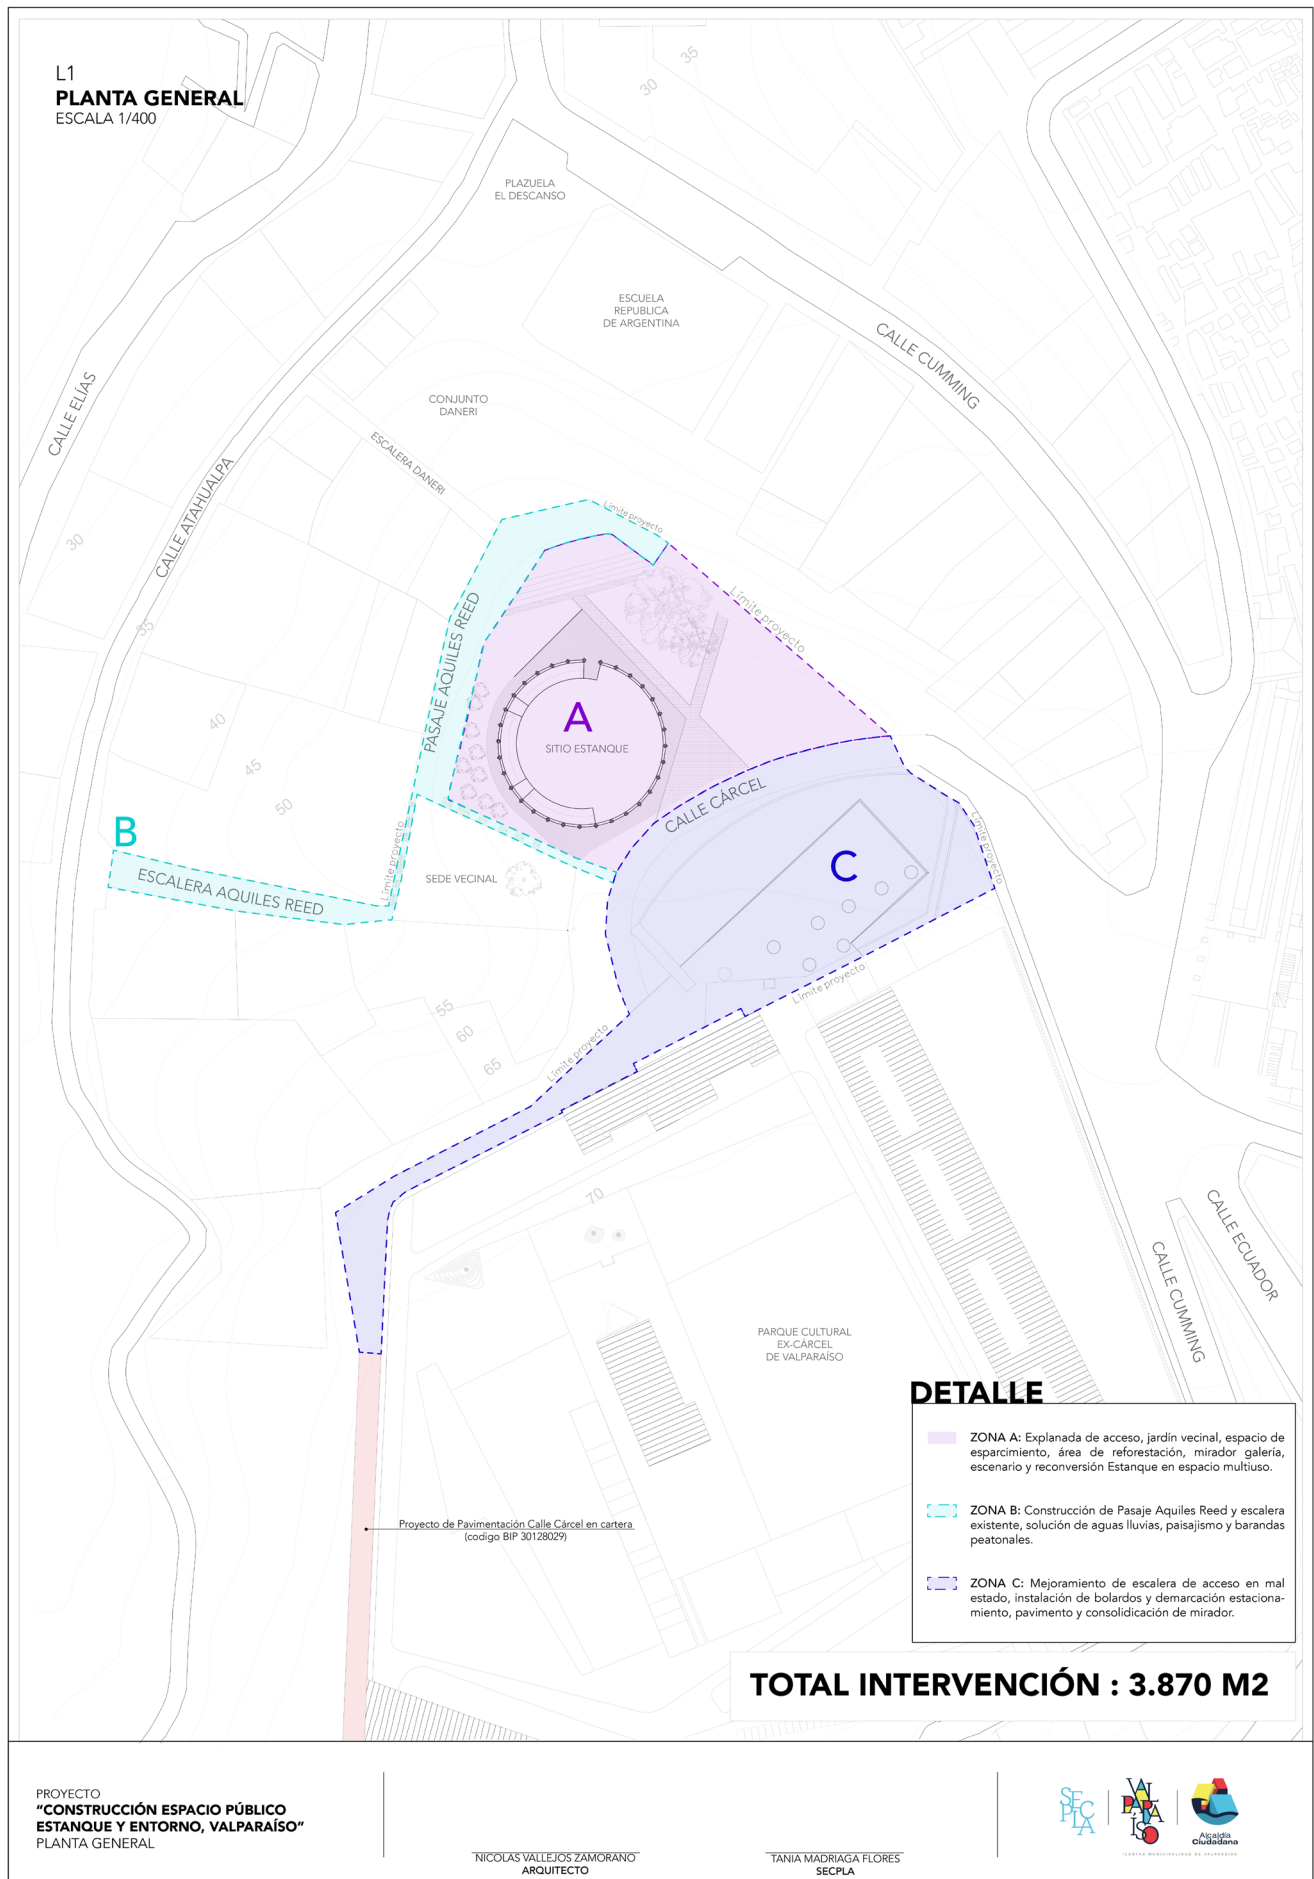 L1
PLANTA GENERAL
ESCALA 1/400
35
30
PLAZUELA
EL DESCANSO
ESCUELA
REPUBLICA
DE ARGENTINA
CALLE CUMMING
CALLE ELÍAS
CONJUNTO
DANERI
ESCALERA DANERI
CALLE ATAHUALPA
Límite proyecto
30
Límite proyecto
35
PASAJE AQUILES REED
A
SITIO ESTANQUE
40
45
50
CALLE CÁRCEL
B
Límite proyecto
Límite proyecto
C
ESCALERA AQUILES REED
SEDE VECINAL
Límite proyecto
55
60
65
Límite proyecto
70
CALLE ECUADOR
CALLE CUMMING
PARQUE CULTURAL
EX-CÁRCEL
DE VALPARAÍSO
DETALLE
ZONA A: Explanada de acceso, jardín vecinal, espacio de
esparcimiento, área de reforestación, mirador galería,
escenario y reconversión Estanque en espacio multiuso.
ZONA B: Construcción de Pasaje Aquiles Reed y escalera
existente, solución de aguas lluvias, paisajismo y barandas
peatonales.
ZONA C: Mejoramiento de escalera de acceso en mal
estado, instalación de bolardos y demarcación estaciona-
miento, pavimento y consolidicación de mirador.
Proyecto de Pavimentación Calle Cárcel en cartera
(codigo BIP 30128029)
TOTAL INTERVENCIÓN : 3.870 M2
PROYECTO
“CONSTRUCCIÓN ESPACIO PÚBLICO
ESTANQUE Y ENTORNO, VALPARAÍSO”
PLANTA GENERAL
NICOLAS VALLEJOS ZAMORANO
ARQUITECTO
TANIA MADRIAGA FLORES
SECPLA
SECPLA
VALPARAÍSO
Alcaldía
Ciudadana
ILUSTRE MUNICIPALIDAD DE VALPARAÍSO